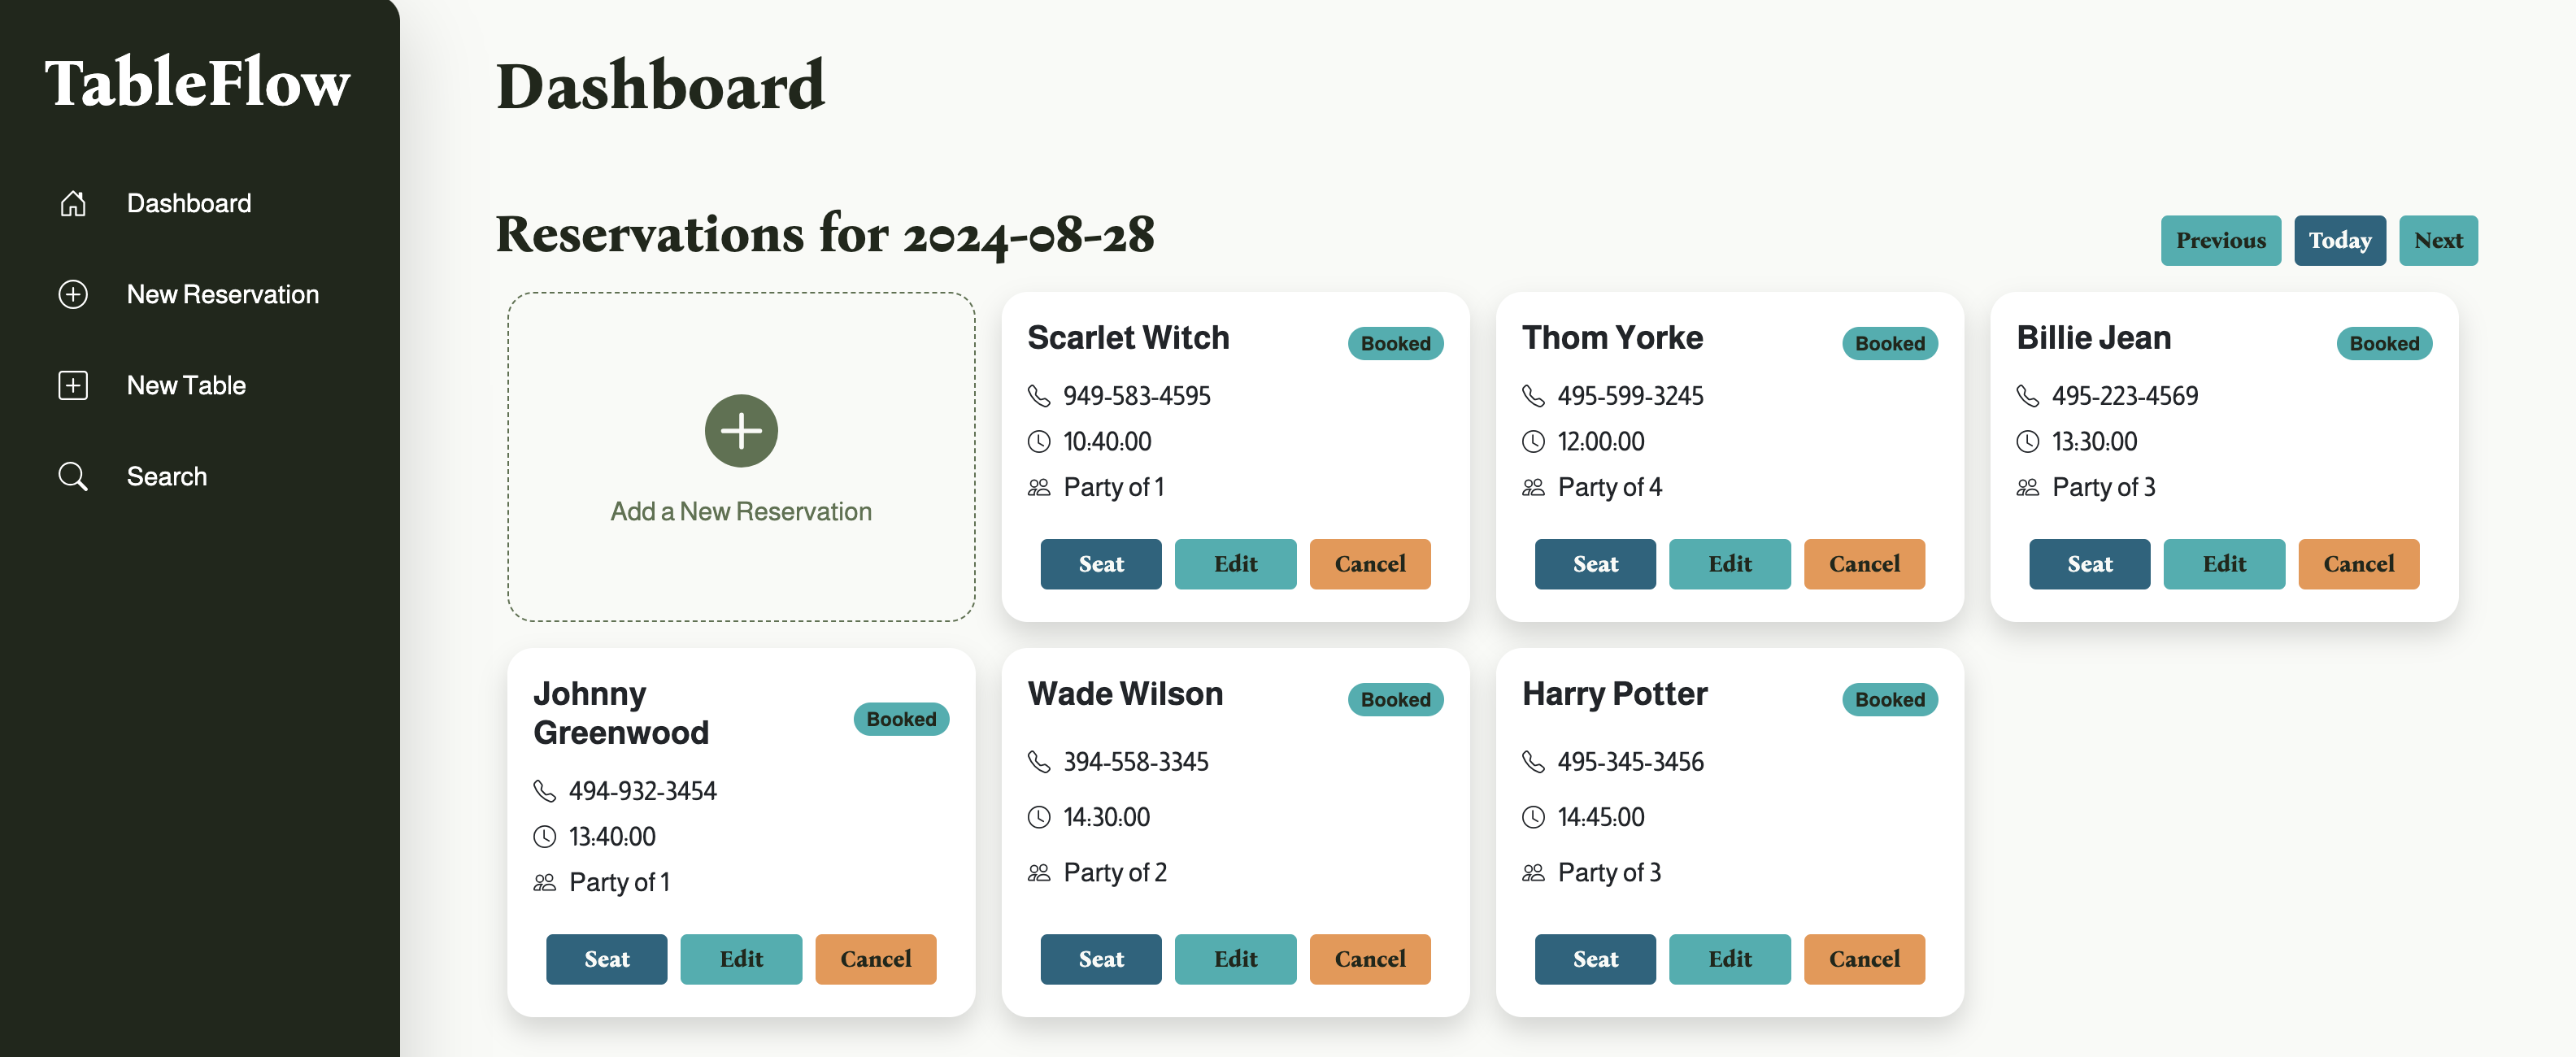 TableFlow
Dashboard
New Reservation
New Table
Search
Dashboard
Reservations for 2024-08-28
Previous
Today
Next
Add a New Reservation
Scarlet Witch
Booked
949-583-4595
10:40:00
Party of 1
Seat
Edit
Cancel
Thom Yorke
Booked
495-599-3245
12:00:00
Party of 4
Seat
Edit
Cancel
Billie Jean
Booked
495-223-4569
13:30:00
Party of 3
Seat
Edit
Cancel
Johnny
Greenwood
Booked
494-932-3454
13:40:00
Party of 1
Seat
Edit
Cancel
Wade Wilson
Booked
394-558-3345
14:30:00
Party of 2
Seat
Edit
Cancel
Harry Potter
Booked
495-345-3456
14:45:00
Party of 3
Seat
Edit
Cancel